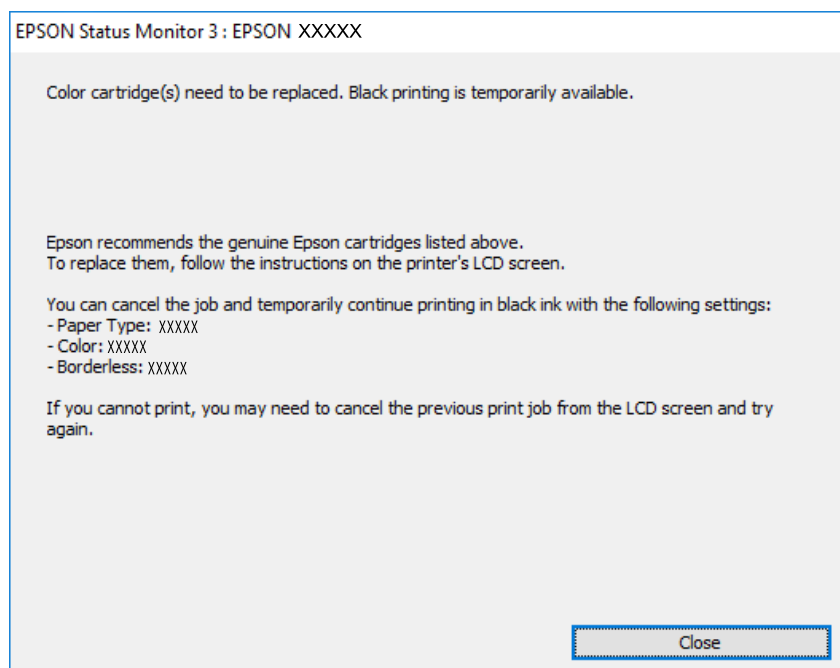 EPSON Status Monitor 3 : EPSON XXXXX
Color cartridge(s) need to be replaced. Black printing is temporarily available.
Epson recommends the genuine Epson cartridges listed above.
To replace them, follow the instructions on the printer's LCD screen.
You can cancel the job and temporarily continue printing in black ink with the following settings:
- Paper Type: XXXXX
- Color: XXXXX
- Borderless: XXXXX
If you cannot print, you may need to cancel the previous print job from the LCD screen and try
again.
Close